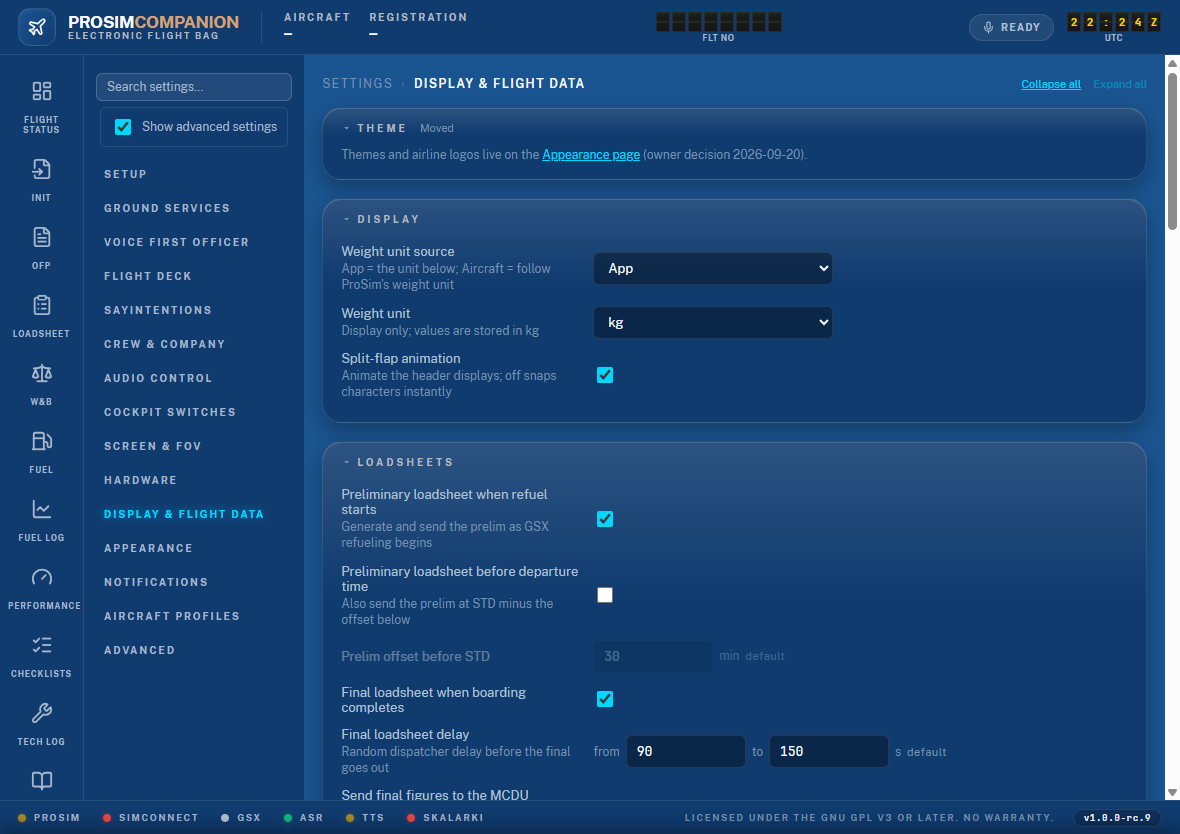 PROSIMCOMPANION
ELECTRONIC FLIGHT BAG
AIRCRAFT
–
REGISTRATION
–
FLT NO
READY
22:24Z
UTC
FLIGHT
STATUS
INIT
OFP
LOADSHEET
W&B
FUEL
FUEL LOG
PERFORMANCE
CHECKLISTS
TECH LOG
Search settings...
Show advanced settings
SETUP
GROUND SERVICES
VOICE FIRST OFFICER
FLIGHT DECK
SAYINTENTIONS
CREW & COMPANY
AUDIO CONTROL
COCKPIT SWITCHES
SCREEN & FOV
HARDWARE
DISPLAY & FLIGHT DATA
APPEARANCE
NOTIFICATIONS
AIRCRAFT PROFILES
ADVANCED
SETTINGS › DISPLAY & FLIGHT DATA
Collapse all Expand all
THEME Moved
Themes and airline logos live on the Appearance page (owner decision 2026-09-20).
DISPLAY
Weight unit source
App = the unit below; Aircraft = follow
ProSim's weight unit
App
Weight unit
Display only; values are stored in kg
kg
Split-flap animation
Animate the header displays; off snaps
characters instantly
LOADSHEETS
Preliminary loadsheet when refuel
starts
Generate and send the prelim as GSX
refueling begins
Preliminary loadsheet before departure
time
Also send the prelim at STD minus the
offset below
Prelim offset before STD
30 min default
Final loadsheet when boarding
completes
Final loadsheet delay
Random dispatcher delay before the final
goes out
from 90 to 150 s default
Send final figures to the MCDU
PROSIM SIMCONNECT GSX ASR TTS SKALARKI
LICENSED UNDER THE GNU GPL V3 OR LATER. NO WARRANTY.
v1.0.0-rc.9